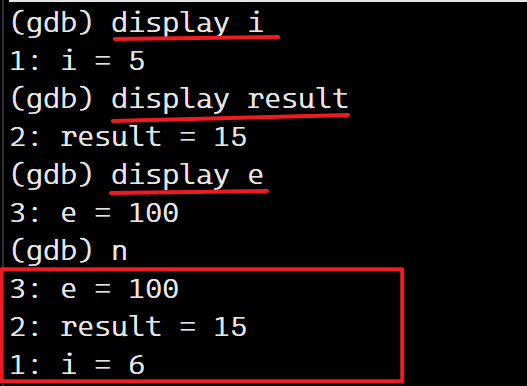 (gdb) display i
1: i = 5
(gdb) display result
2: result = 15
(gdb) display e
3: e = 100
(gdb) n
3: e = 100
2: result = 15
1: i = 6